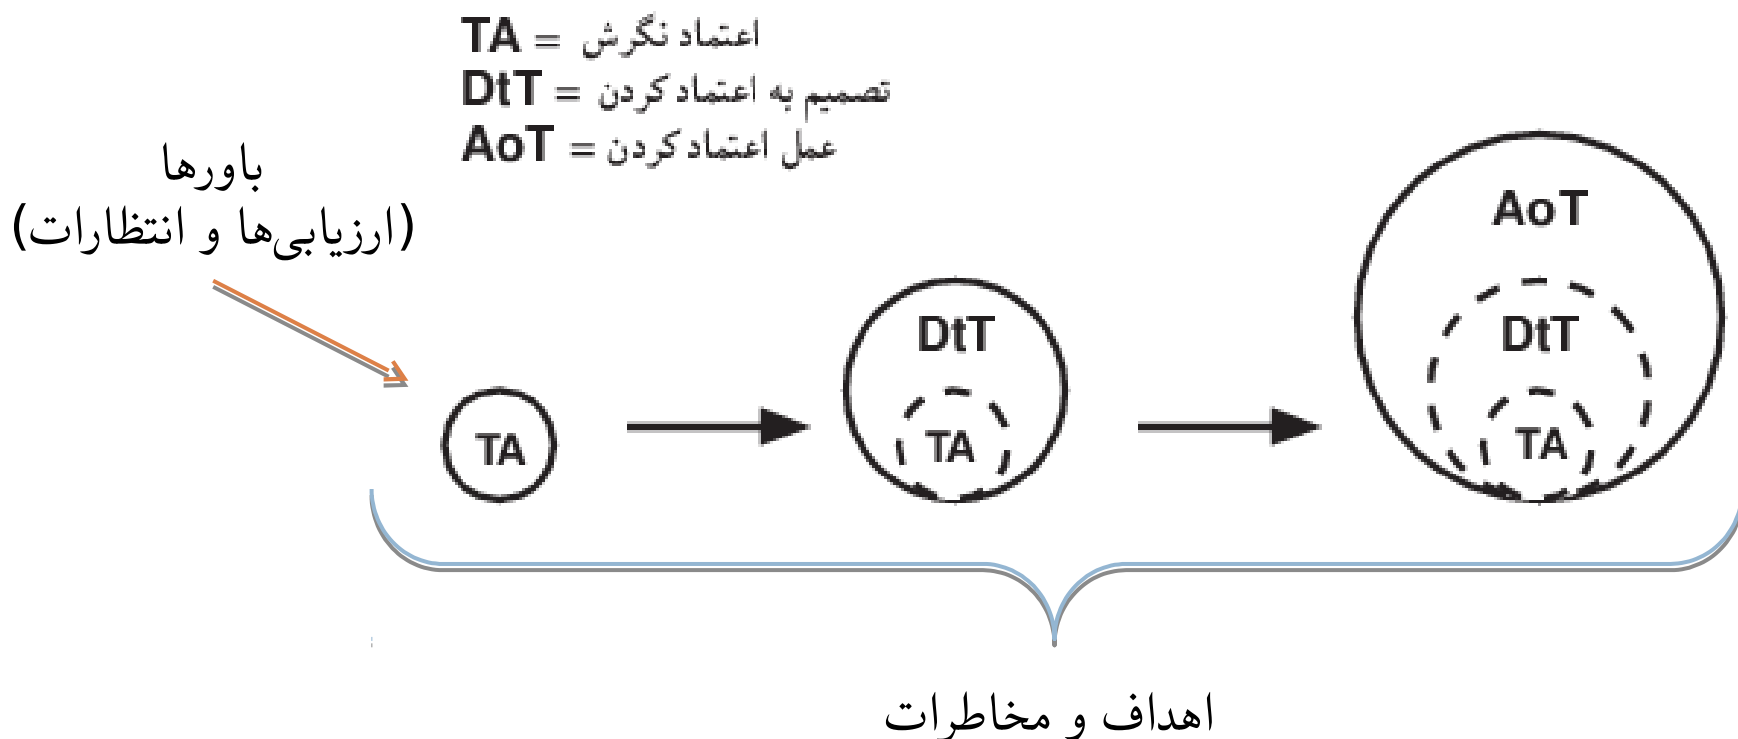 TA = اعتماد نگرش
DtT = تصمیم به اعتماد کردن
AoT = عمل اعتماد کردن
باورها
(ارزیابی‌ها و انتظارات)
TA
DtT
TA
AoT
DtT
TA
اهداف و مخاطرات